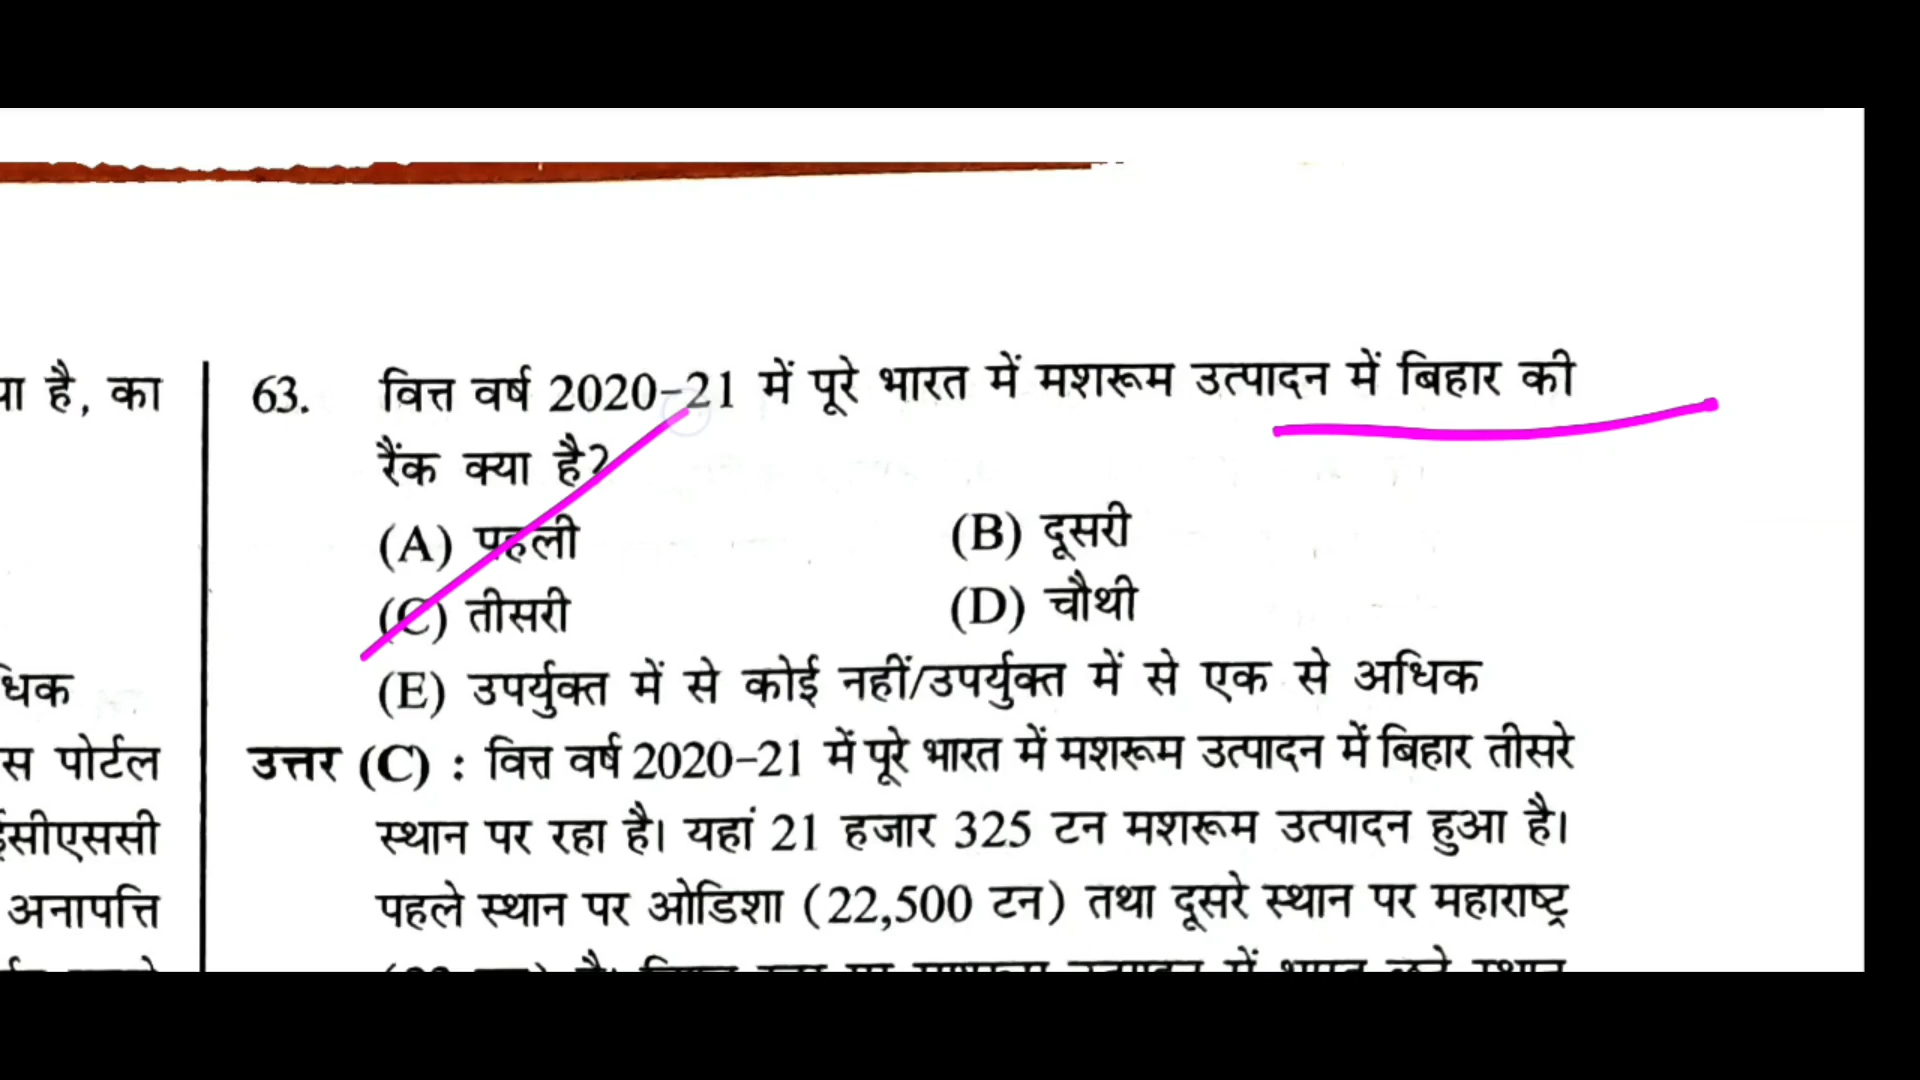 या है, का
धिक
स पोर्टल
ईसीएससी
अनापत्ति
63. वित्त वर्ष 2020-21 में पूरे भारत में मशरूम उत्पादन में बिहार की
रैंक क्या है?
(A) पहली (B) दूसरी
(C) तीसरी (D) चौथी
(E) उपर्युक्त में से कोई नहीं/उपर्युक्त में से एक से अधिक
उत्तर (C) : वित्त वर्ष 2020-21 में पूरे भारत में मशरूम उत्पादन में बिहार तीसरे
स्थान पर रहा है। यहां 21 हजार 325 टन मशरूम उत्पादन हुआ है।
पहले स्थान पर ओडिशा (22,500 टन) तथा दूसरे स्थान पर महाराष्ट्र